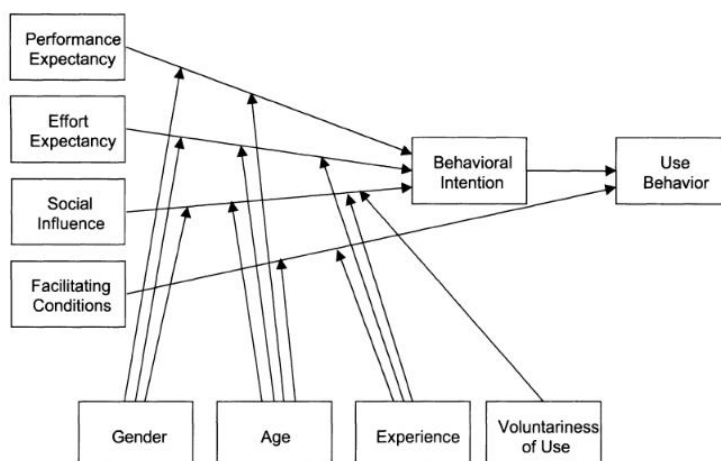 Performance
Expectancy
Effort
Expectancy
Social
Influence
Facilitating
Conditions
Behavioral
Intention
Use
Behavior
Gender
Age
Experience
Voluntariness
of Use